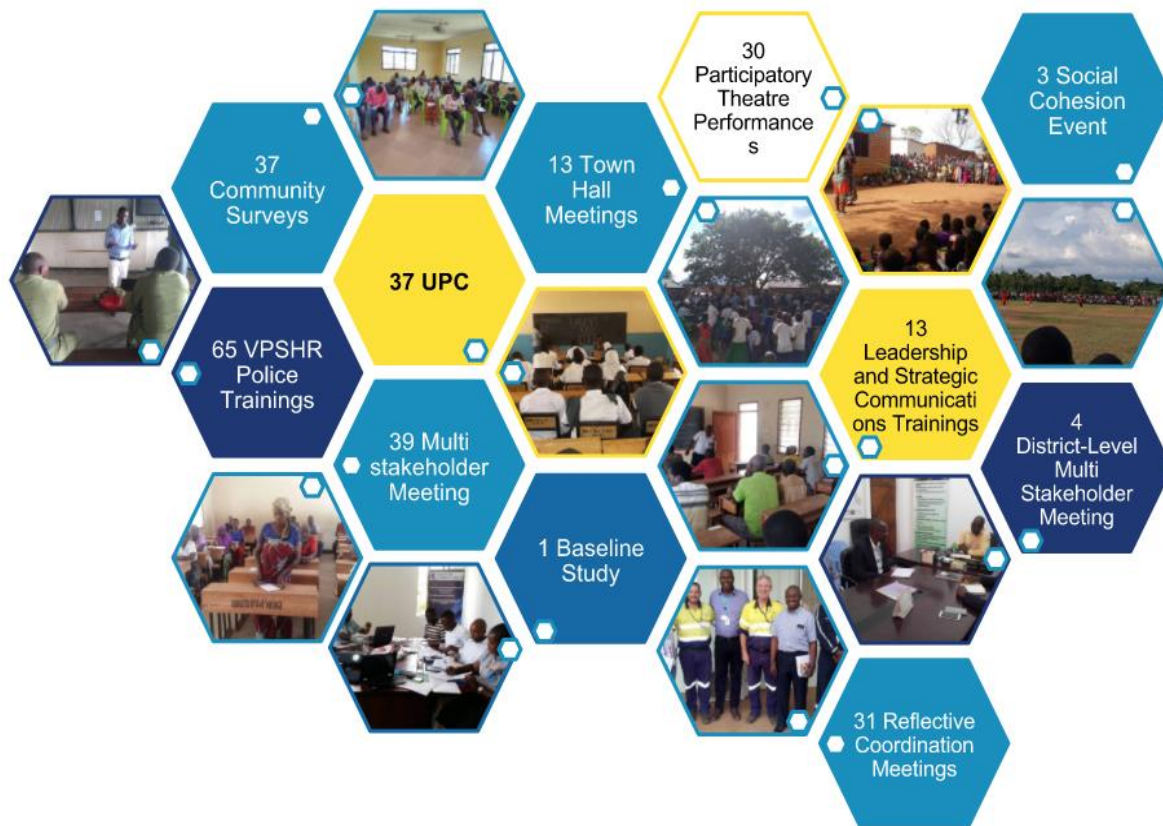 30
Participatory
Theatre
Performance
s
3 Social
Cohesion
Event
37
Community
Surveys
13 Town
Hall
Meetings
37 UPC
65 VPSHR
Police
Trainings
13
Leadership
and Strategic
Communicati
ons Trainings
39 Multi
stakeholder
Meeting
4
District-Level
Multi
Stakeholder
Meeting
1 Baseline
Study
31 Reflective
Coordination
Meetings